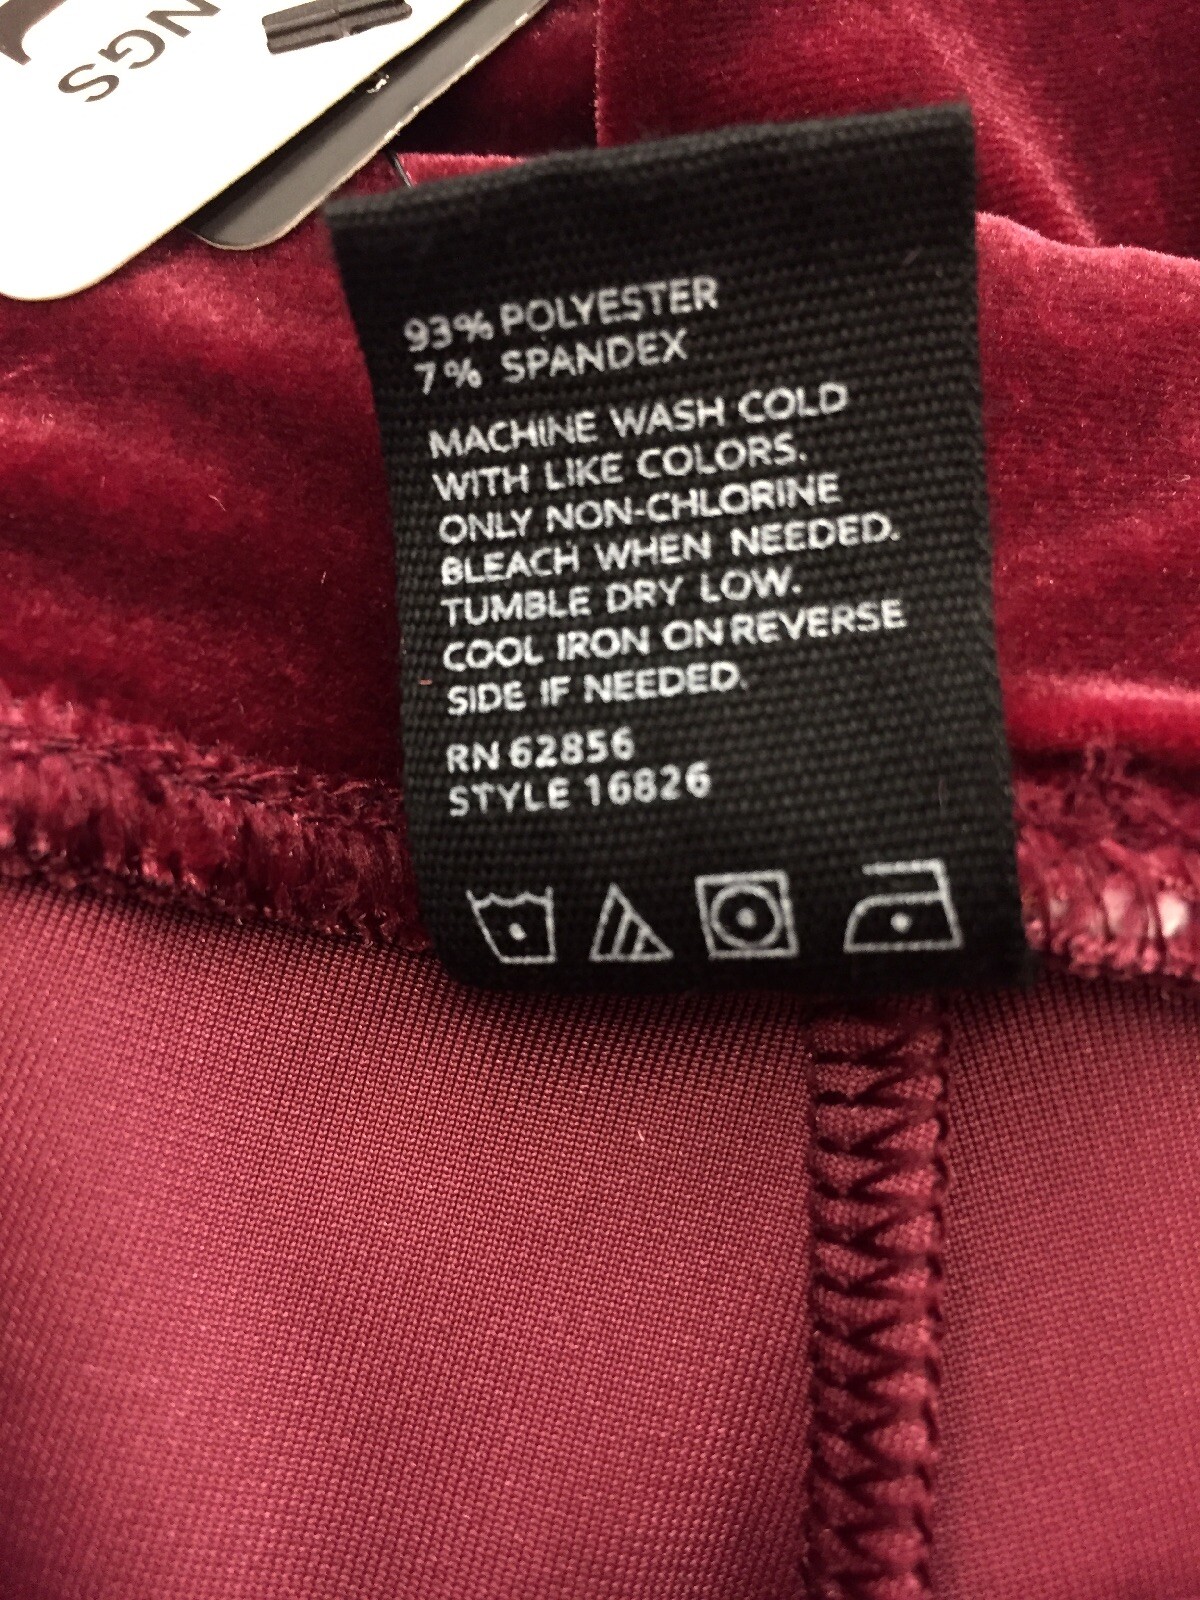 NGS
93% POLYESTER
7% SPANDEX
MACHINE WASH COLD
WITH LIKE COLORS.
ONLY NON-CHLORINE
BLEACH WHEN NEEDED.
TUMBLE DRY LOW.
COOL IRON ON REVERSE
SIDE IF NEEDED.
RN 62856
STYLE 16826